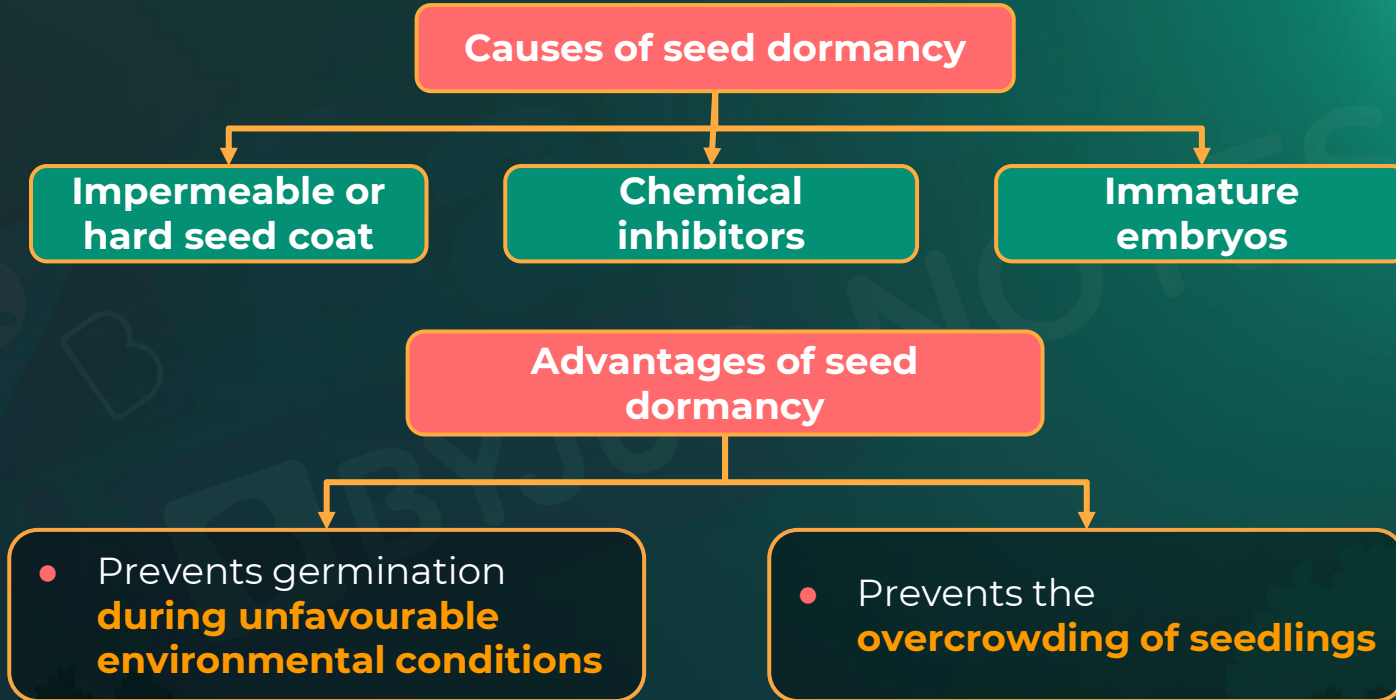 Causes of seed dormancy
Impermeable or
hard seed coat
Chemical
inhibitors
Immature
embryos
Advantages of seed
dormancy
● Prevents germination
during unfavourable
environmental conditions
● Prevents the
overcrowding of seedlings